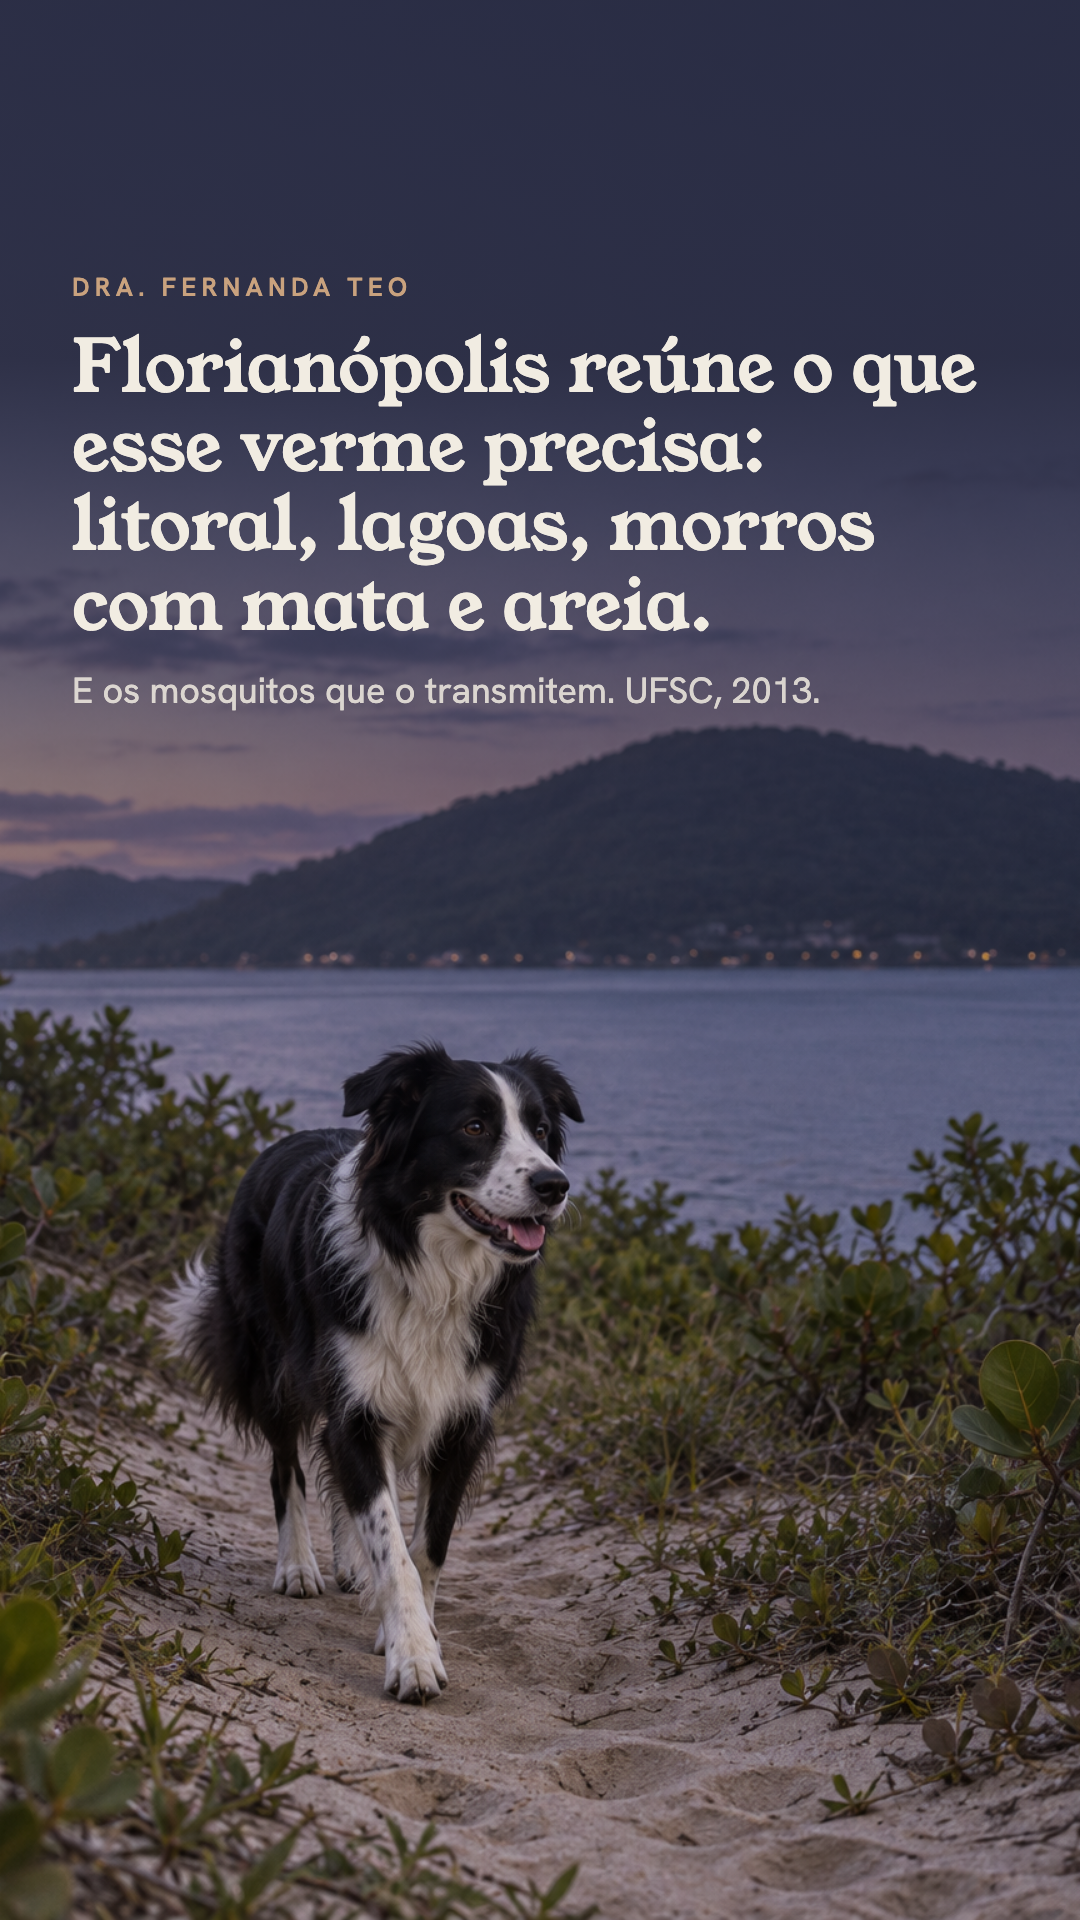 DRA. FERNANDA TEO
Florianópolis reúne o que
esse verme precisa:
litoral, lagoas, morros
com mata e areia.
E os mosquitos que o transmitem. UFSC, 2013.